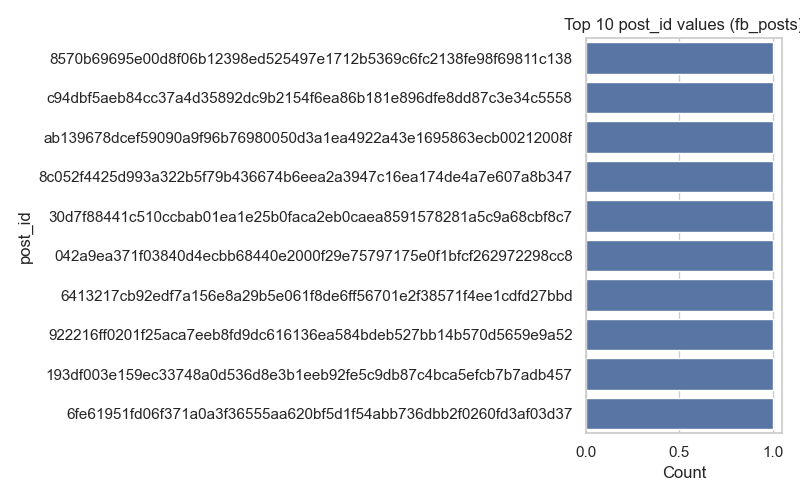 Top 10 post_id values (fb_posts)
8570b69695e00d8f06b12398ed525497e1712b5369c6fc2138fe98f69811c138
c94dbf5aeb84cc37a4d35892dc9b2154f6ea86b181e896dfe8dd87c3e34c5558
ab139678dcef59090a9f96b76980050d3a1ea4922a43e1695863ecb00212008f
8c052f4425d993a322b5f79b436674b6eea2a3947c16ea174de4a7e607a8b347
30d7f88441c510ccbab01ea1e25b0faca2eb0caea8591578281a5c9a68cbf8c7
post_id
042a9ea371f03840d4ecbb68440e2000f29e75797175e0f1bfcf262972298cc8
6413217cb92edf7a156e8a29b5e061f8de6ff56701e2f38571f4ee1cdfd27bbd
922216ff0201f25aca7eeb8fd9dc616136ea584bdeb527bb14b570d5659e9a52
193df003e159ec33748a0d536d8e3b1eeb92fe5c9db87c4bca5efcb7b7adb457
6fe61951fd06f371a0a3f36555aa620bf5d1f54abb736dbb2f0260fd3af03d37
0.0 0.5 1.0
Count